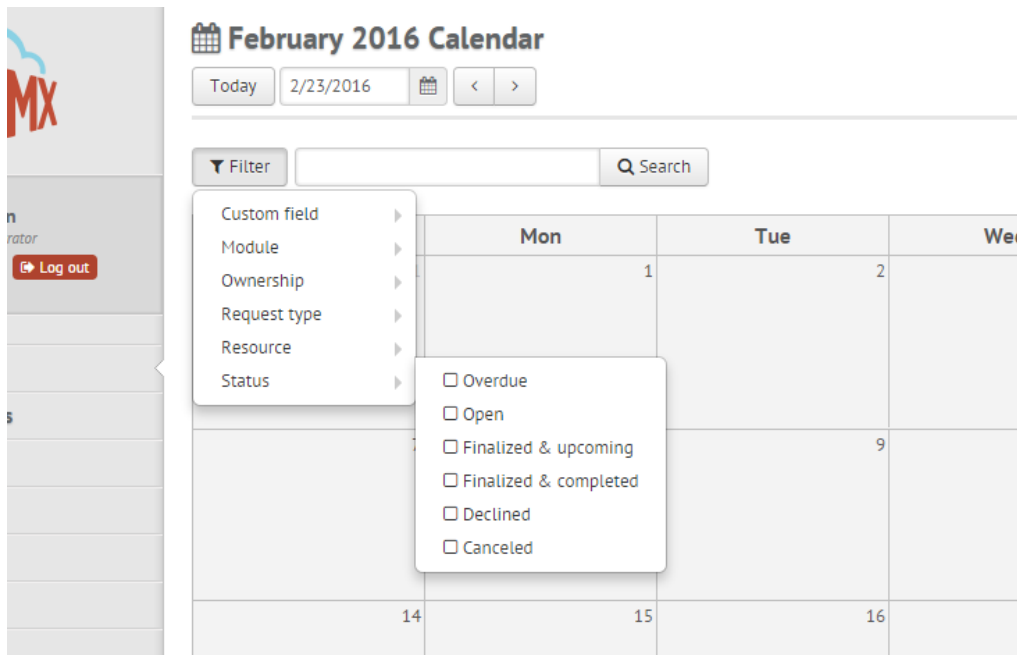 February 2016 Calendar
Today 2/23/2016 < >
MX
Filter Search
n
rator
Log out
Custom field
Module
Ownership
Request type
Resource
Status
Mon Tue We
1 2
Overdue
Open
Finalized & upcoming
Finalized & completed
Declined
Canceled
s
7 9
14 15 16